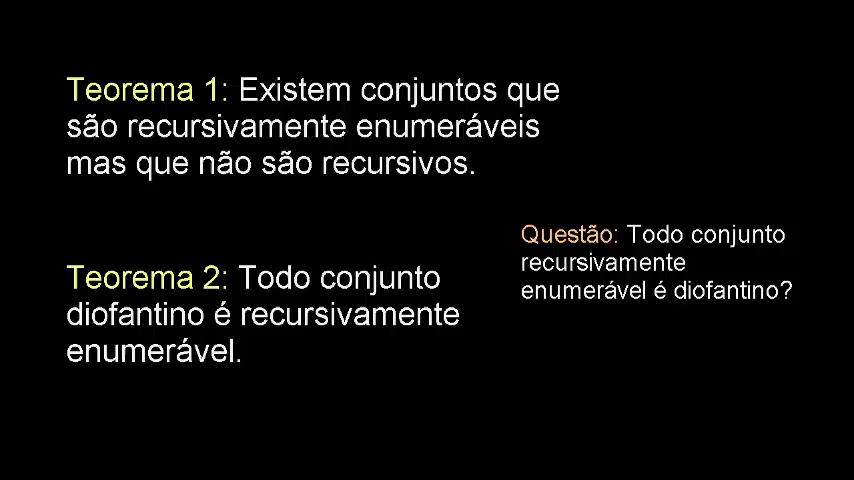 Teorema 1: Existem conjuntos que
são recursivamente enumeráveis
mas que não são recursivos.
Questão: Todo conjunto
recursivamente
enumerável é diofantino?
Teorema 2: Todo conjunto
diofantino é recursivamente
enumerável.